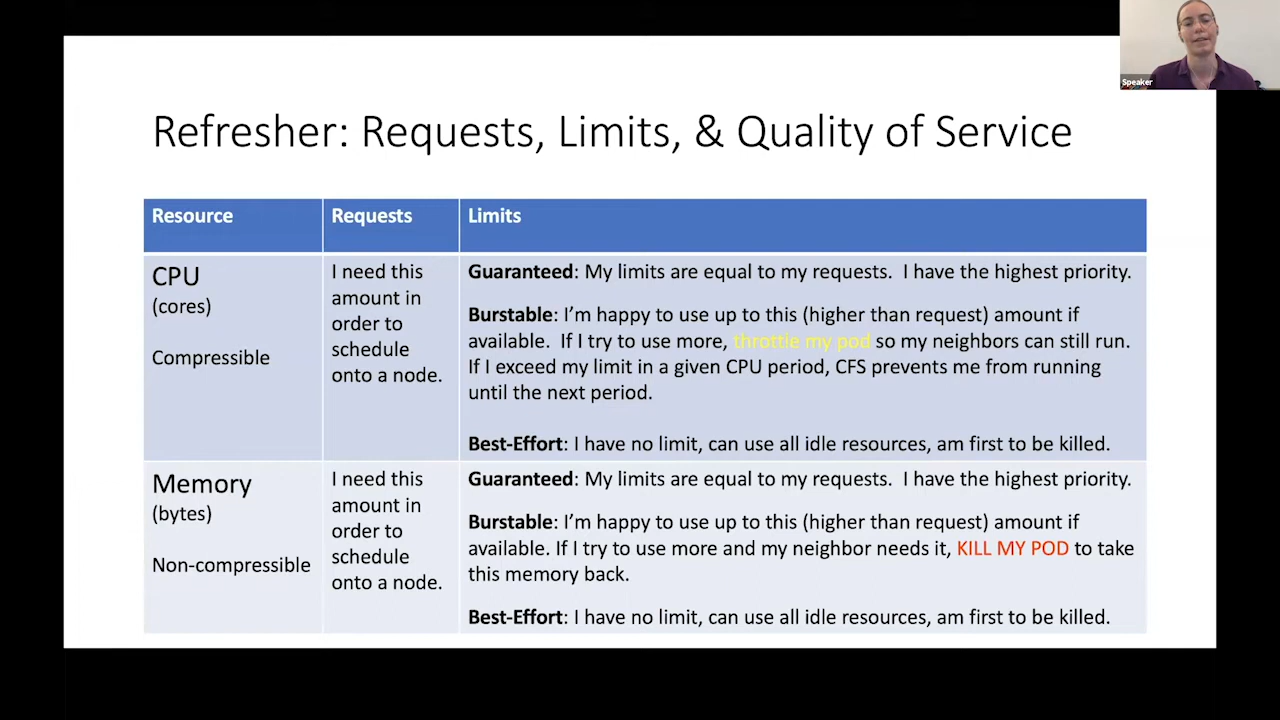 Speaker
Refresher: Requests, Limits, & Quality of Service
Resource
Requests
Limits
CPU
(cores)
Compressible
I need this
amount in
order to
schedule
onto a node.
Guaranteed: My limits are equal to my requests.  I have the highest priority.
Burstable: I’m happy to use up to this (higher than request) amount if
available.  If I try to use more, throttle my pod so my neighbors can still run.
If I exceed my limit in a given CPU period, CFS prevents me from running
until the next period.
Best-Effort: I have no limit, can use all idle resources, am first to be killed.
Memory
(bytes)
Non-compressible
I need this
amount in
order to
schedule
onto a node.
Guaranteed: My limits are equal to my requests.  I have the highest priority.
Burstable: I’m happy to use up to this (higher than request) amount if
available. If I try to use more and my neighbor needs it, KILL MY POD to take
this memory back.
Best-Effort: I have no limit, can use all idle resources, am first to be killed.